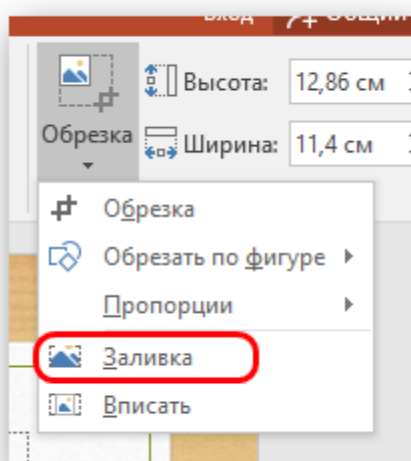 Вход Общий
Высота: 12,86 см
Обрезка
Ширина: 11,4 см
Обрезка
Обрезать по фигуре
Пропорции
Заливка
Вписать